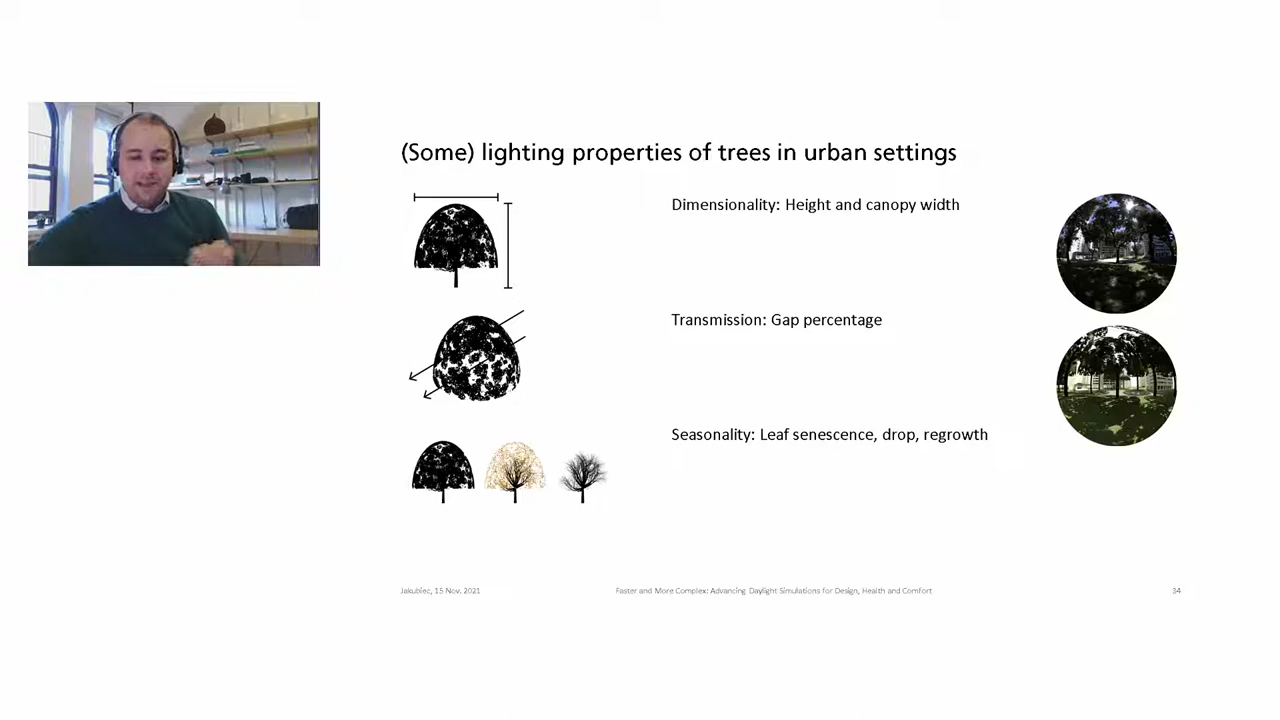 (Some) lighting properties of trees in urban settings
Dimensionality: Height and canopy width
Transmission: Gap percentage
Seasonality: Leaf senescence, drop, regrowth
Jakubiec, 15 Nov. 2021
Faster and More Complex: Advancing Daylight Simulations for Design, Health and Comfort
34